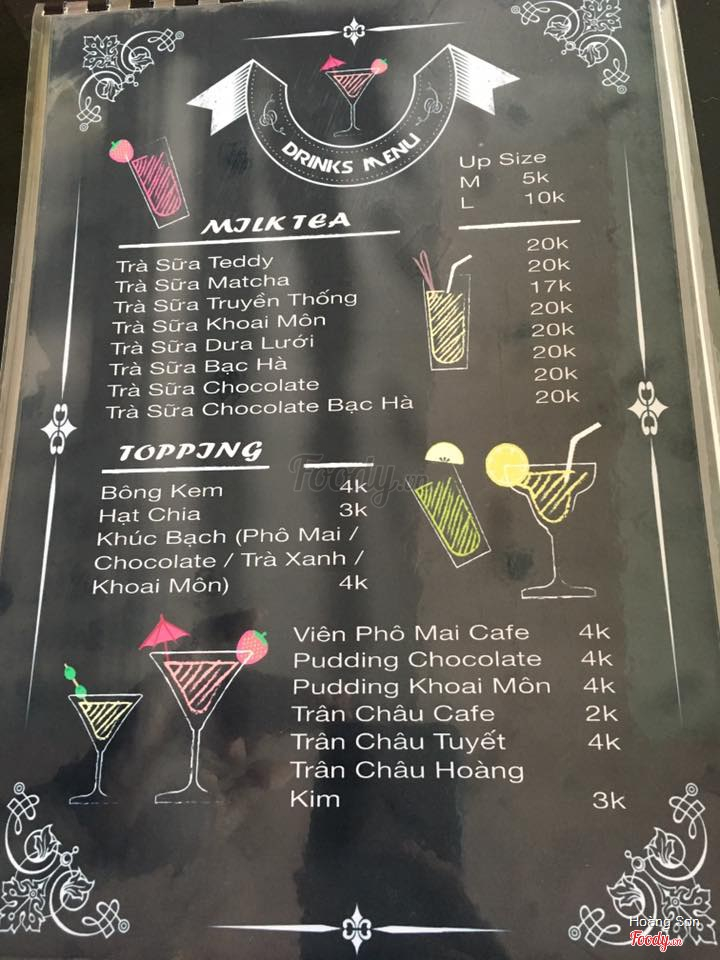 DRINKS MENU
Up Size
M 5k
L 10k
MILK TEA
Trà Sữa Teddy 20k
Trà Sữa Matcha 20k
Trà Sữa Truyền Thống 17k
Trà Sữa Khoai Môn 20k
Trà Sữa Dưa Lưới 20k
Trà Sữa Bạc Hà 20k
Trà Sữa Chocolate 20k
Trà Sữa Chocolate Bạc Hà 20k
TOPPING
Foody.vn
Bông Kem 4k
Hạt Chia 3k
Khúc Bạch (Phô Mai /
Chocolate / Trà Xanh /
Khoai Môn) 4k
Viên Phô Mai Cafe 4k
Pudding Chocolate 4k
Pudding Khoai Môn 4k
Trân Châu Cafe 2k
Trân Châu Tuyết 4k
Trân Châu Hoàng
Kim 3k
Hoàng Sơn
Foody.vn